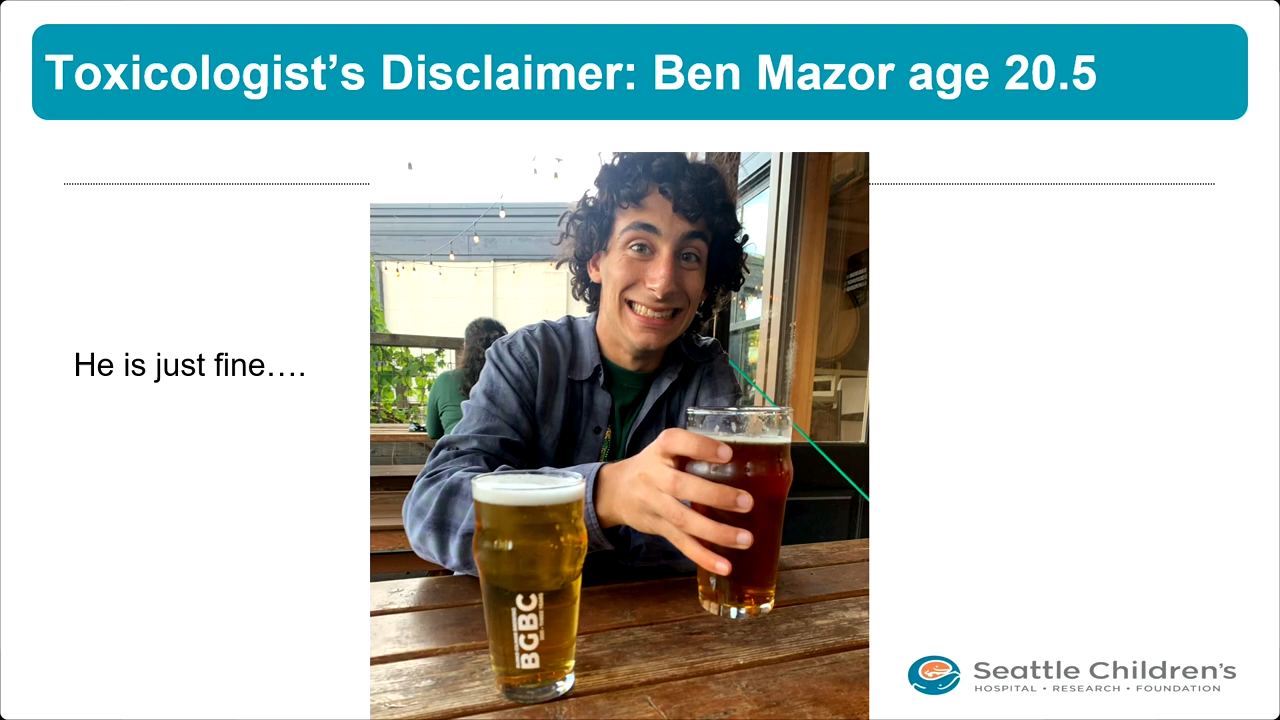 Toxicologist’s Disclaimer: Ben Mazor age 20.5
He is just fine….
BGBC
Seattle Children’s
HOSPITAL • RESEARCH • FOUNDATION